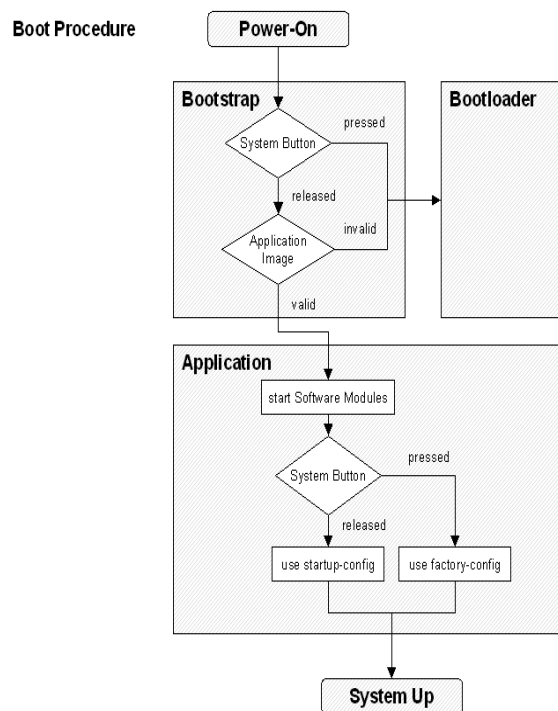 Boot Procedure
Power-On
Bootstrap
Bootloader
System Button
pressed
released
Application
Image
invalid
valid
Application
start Software Modules
System Button
pressed
released
use startup-config
use factory-config
System Up